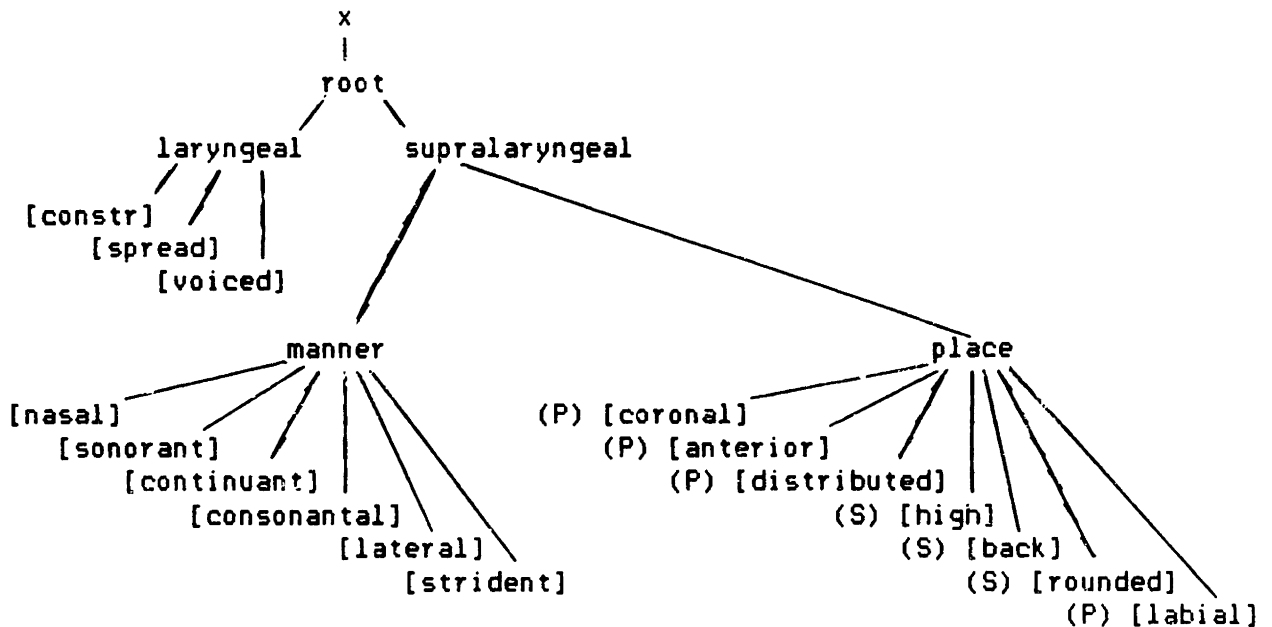 x
root
laryngeal supralaryngeal
[constr]
[spread]
[voiced]
manner place
[nasal] (P) [coronal]
[sonorant] (P) [anterior]
[continuant] (P) [distributed]
[consonantal] (S) [high]
[lateral] (S) [back]
[strident] (S) [rounded]
(P) [labial]